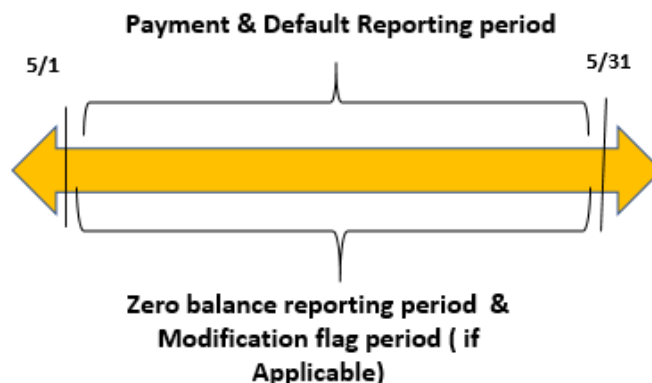 Payment & Default Reporting period
5/1
5/31
Zero balance reporting period &
Modification flag period ( if
Applicable)